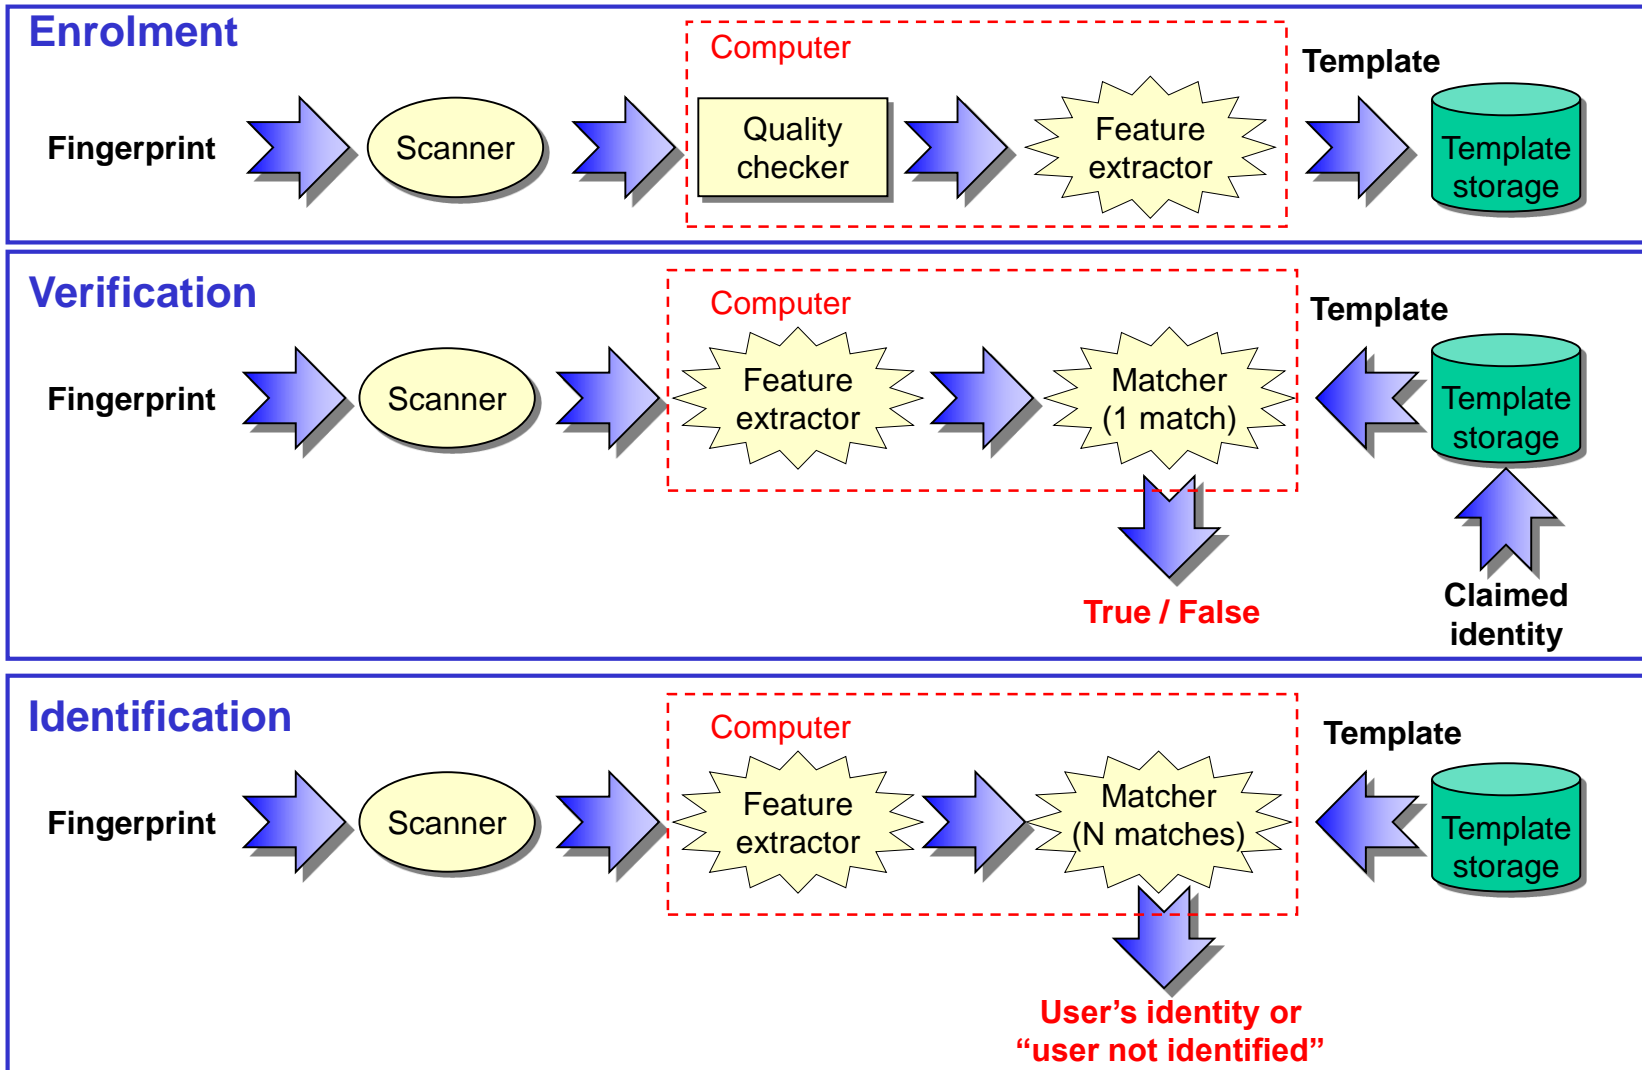 Enrolment
Computer
Template
Fingerprint
Scanner
Quality
checker
Feature
extractor
Template
storage
Verification
Computer
Template
Fingerprint
Scanner
Feature
extractor
Matcher
(1 match)
Template
storage
True / False
Claimed
identity
Identification
Computer
Template
Fingerprint
Scanner
Feature
extractor
Matcher
(N matches)
Template
storage
User’s identity or
“user not identified”